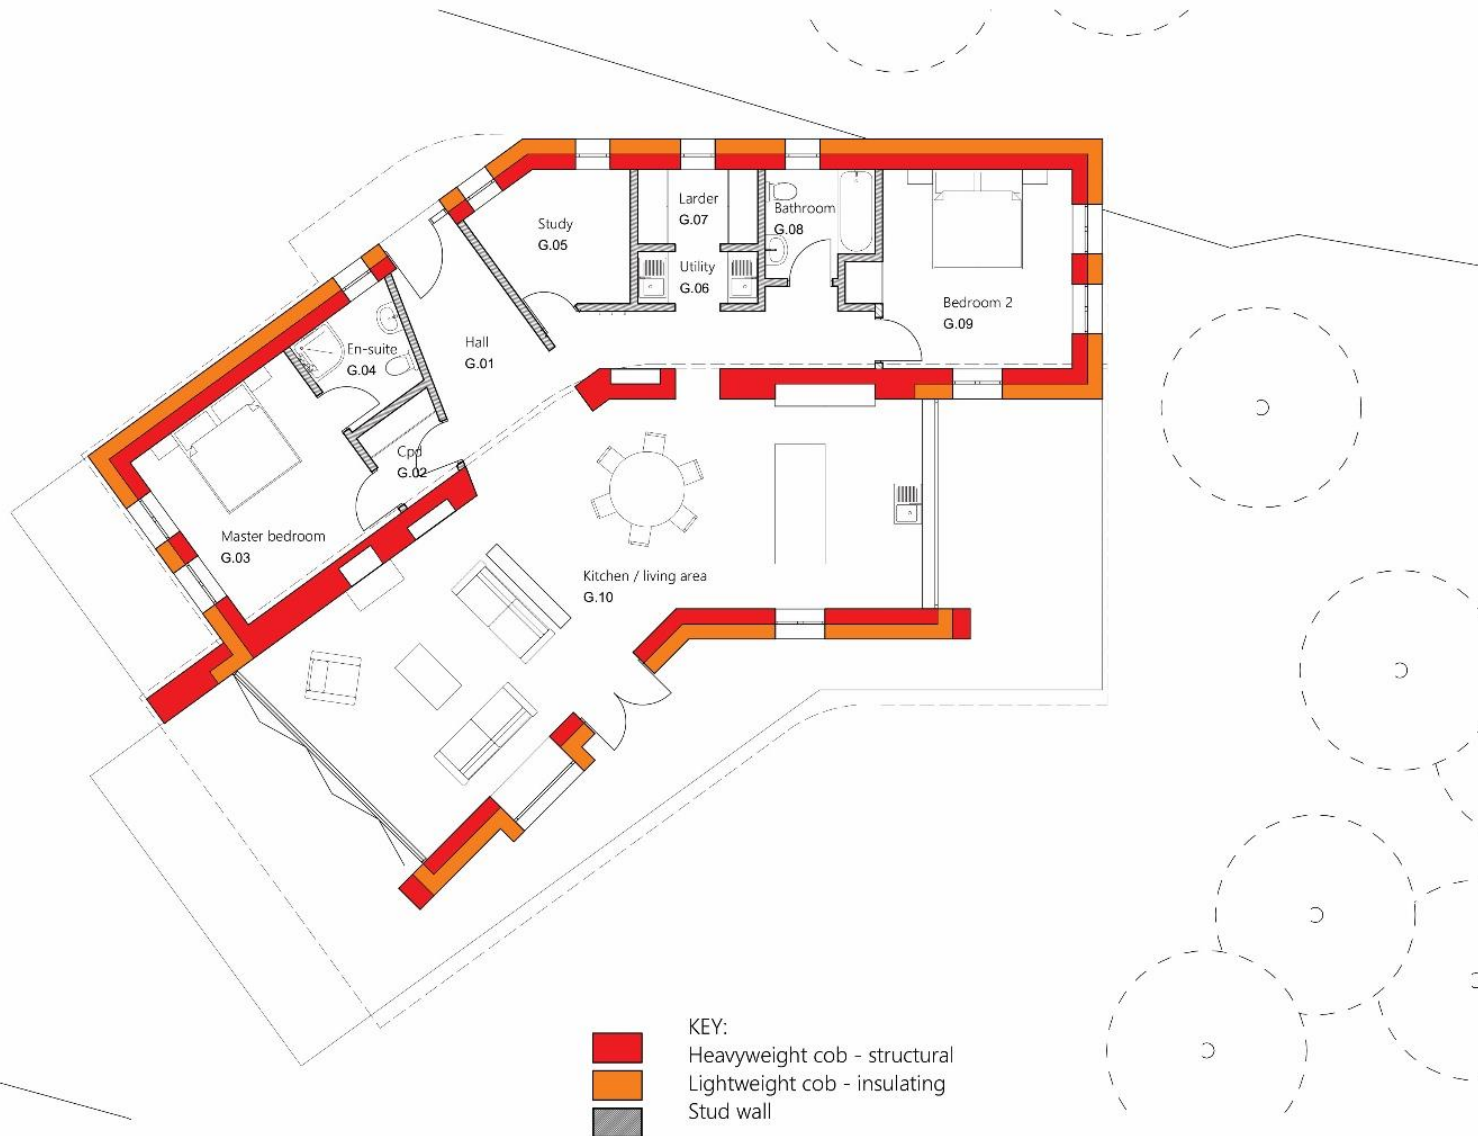 Larder
G.07
Bathroom
G.08
Study
G.05
Utility
G.06
Bedroom 2
G.09
Hall
G.01
En-suite
G.04
Cpd
G.02
Master bedroom
G.03
Kitchen / living area
G.10
KEY:
Heavyweight cob - structural
Lightweight cob - insulating
Stud wall